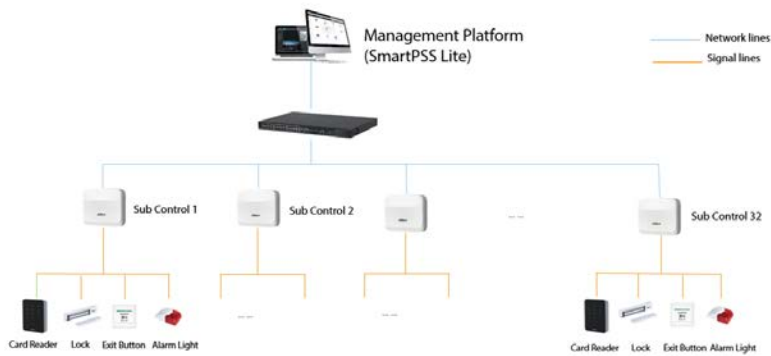 Management Platform
(SmartPSS Lite)
Network lines
Signal lines
Sub Control 1
Sub Control 2
--- ---
Sub Control 32
--- ---
--- ---
Card Reader
Lock
Exit Button
Alarm Light
Card Reader
Lock
Exit Button
Alarm Light